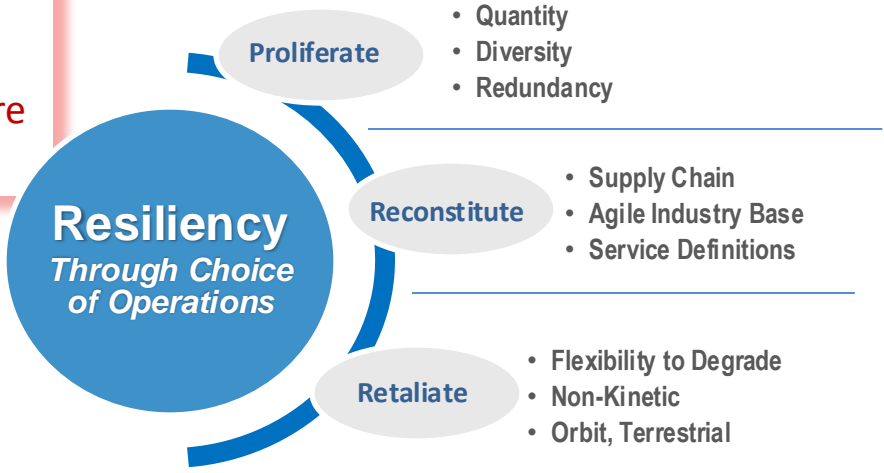 Proliferate
• Quantity
• Diversity
• Redundancy
Resiliency
Through Choice
of Operations
Reconstitute
• Supply Chain
• Agile Industry Base
• Service Definitions
Retaliate
• Flexibility to Degrade
• Non-Kinetic
• Orbit, Terrestrial